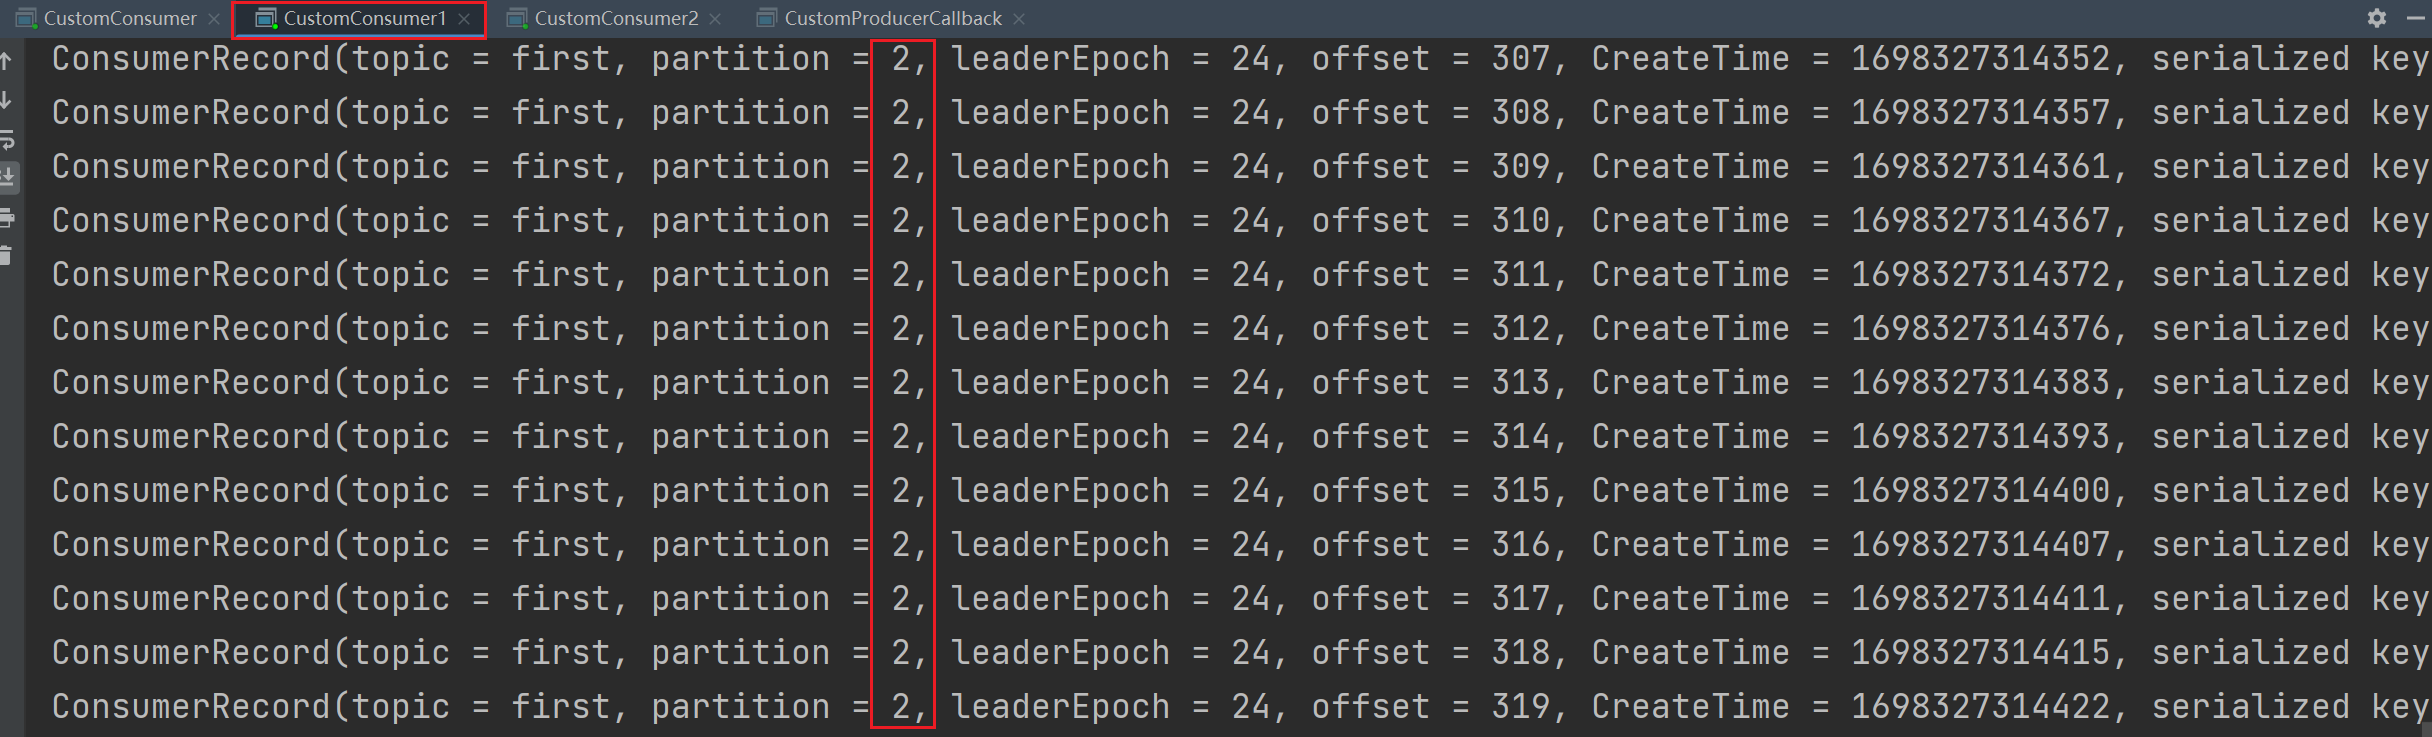 CustomConsumer CustomConsumer1 CustomConsumer2 CustomProducerCallback
ConsumerRecord(topic = first, partition = 2, leaderEpoch = 24, offset = 307, CreateTime = 1698327314352, serialized key
ConsumerRecord(topic = first, partition = 2, leaderEpoch = 24, offset = 308, CreateTime = 1698327314357, serialized key
ConsumerRecord(topic = first, partition = 2, leaderEpoch = 24, offset = 309, CreateTime = 1698327314361, serialized key
ConsumerRecord(topic = first, partition = 2, leaderEpoch = 24, offset = 310, CreateTime = 1698327314367, serialized key
ConsumerRecord(topic = first, partition = 2, leaderEpoch = 24, offset = 311, CreateTime = 1698327314372, serialized key
ConsumerRecord(topic = first, partition = 2, leaderEpoch = 24, offset = 312, CreateTime = 1698327314376, serialized key
ConsumerRecord(topic = first, partition = 2, leaderEpoch = 24, offset = 313, CreateTime = 1698327314383, serialized key
ConsumerRecord(topic = first, partition = 2, leaderEpoch = 24, offset = 314, CreateTime = 1698327314393, serialized key
ConsumerRecord(topic = first, partition = 2, leaderEpoch = 24, offset = 315, CreateTime = 1698327314400, serialized key
ConsumerRecord(topic = first, partition = 2, leaderEpoch = 24, offset = 316, CreateTime = 1698327314407, serialized key
ConsumerRecord(topic = first, partition = 2, leaderEpoch = 24, offset = 317, CreateTime = 1698327314411, serialized key
ConsumerRecord(topic = first, partition = 2, leaderEpoch = 24, offset = 318, CreateTime = 1698327314415, serialized key
ConsumerRecord(topic = first, partition = 2, leaderEpoch = 24, offset = 319, CreateTime = 1698327314422, serialized key